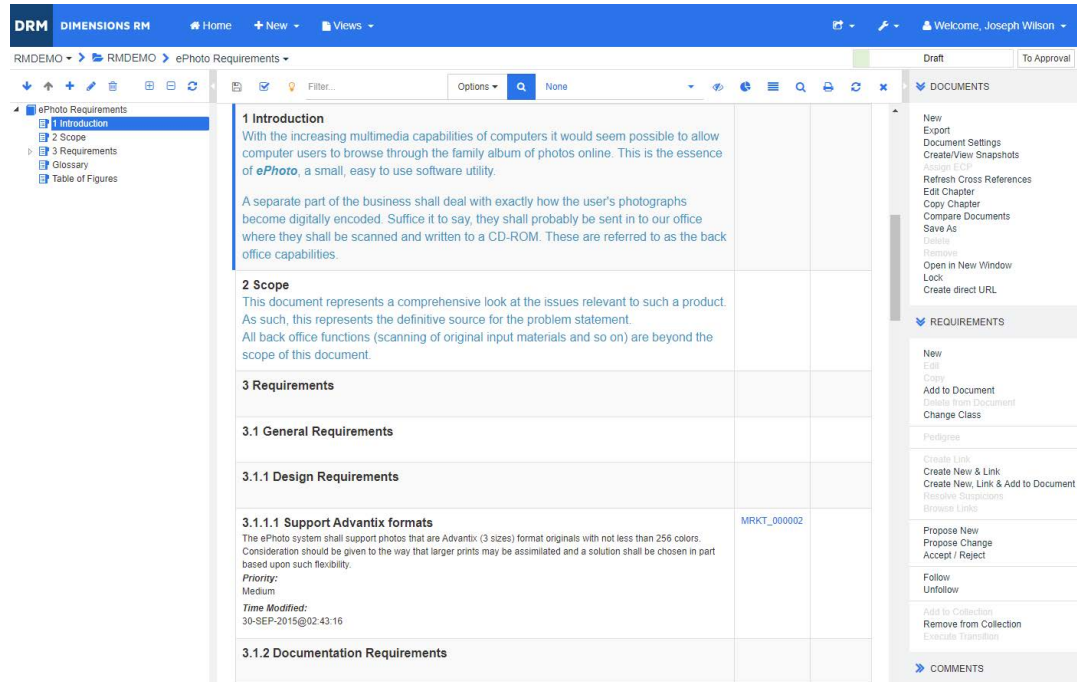 DRM DIMENSIONS RM Home New Views Welcome, Joseph Wilson
RMDEMO RMDEMO ePhoto Requirements Draft To Approval
Filter... Options None
ePhoto Requirements
1 Introduction
2 Scope
3 Requirements
Glossary
Table of Figures
1 Introduction
With the increasing multimedia capabilities of computers it would seem possible to allow
computer users to browse through the family album of photos online. This is the essence
of ePhoto, a small, easy to use software utility.
A separate part of the business shall deal with exactly how the user's photographs
become digitally encoded. Suffice it to say, they shall probably be sent in to our office
where they shall be scanned and written to a CD-ROM. These are referred to as the back
office capabilities.
2 Scope
This document represents a comprehensive look at the issues relevant to such a product.
As such, this represents the definitive source for the problem statement.
All back office functions (scanning of original input materials and so on) are beyond the
scope of this document.
3 Requirements
3.1 General Requirements
3.1.1 Design Requirements
3.1.1.1 Support Advantix formats MRKT_000002
The ePhoto system shall support photos that are Advantix (3 sizes) format originals with not less than 256 colors.
Consideration should be given to the way that larger prints may be assimilated and a solution shall be chosen in part
based upon such flexibility.
Priority:
Medium
Time Modified:
30-SEP-2015@02:43:16
3.1.2 Documentation Requirements
DOCUMENTS
New
Export
Document Settings
Create/View Snapshots
Assign ECP
Refresh Cross References
Edit Chapter
Copy Chapter
Compare Documents
Save As
Delete
Remove
Open in New Window
Lock
Create direct URL
REQUIREMENTS
New
Edit
Copy
Add to Document
Delete from Document
Change Class
Pedigree
Create Link
Create New & Link
Create New, Link & Add to Document
Resolve Suspicions
Browse Links
Propose New
Propose Change
Accept / Reject
Follow
Unfollow
Add to Collection
Remove from Collection
Execute Transition
COMMENTS